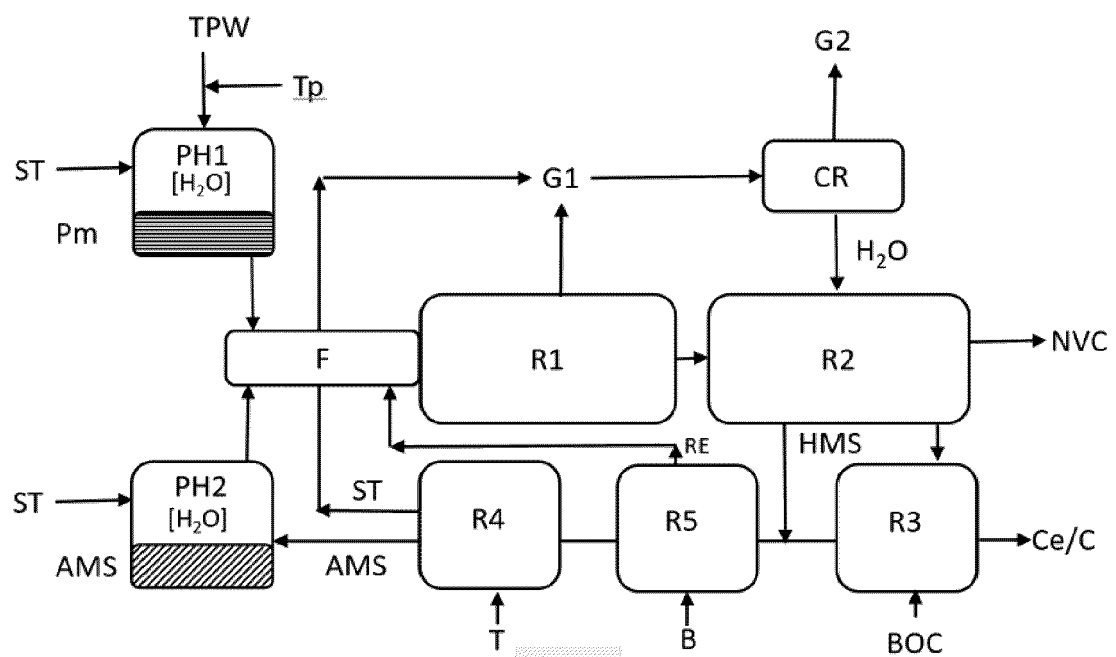 TPW
G2
Tp
ST
PH1
[H₂O]
Pm
G1
CR
H₂O
F
R1
R2
NVC
HMS
RE
ST
PH2
[H₂O]
AMS
ST
AMS
R4
R5
R3
Ce/C
T
B
BOC